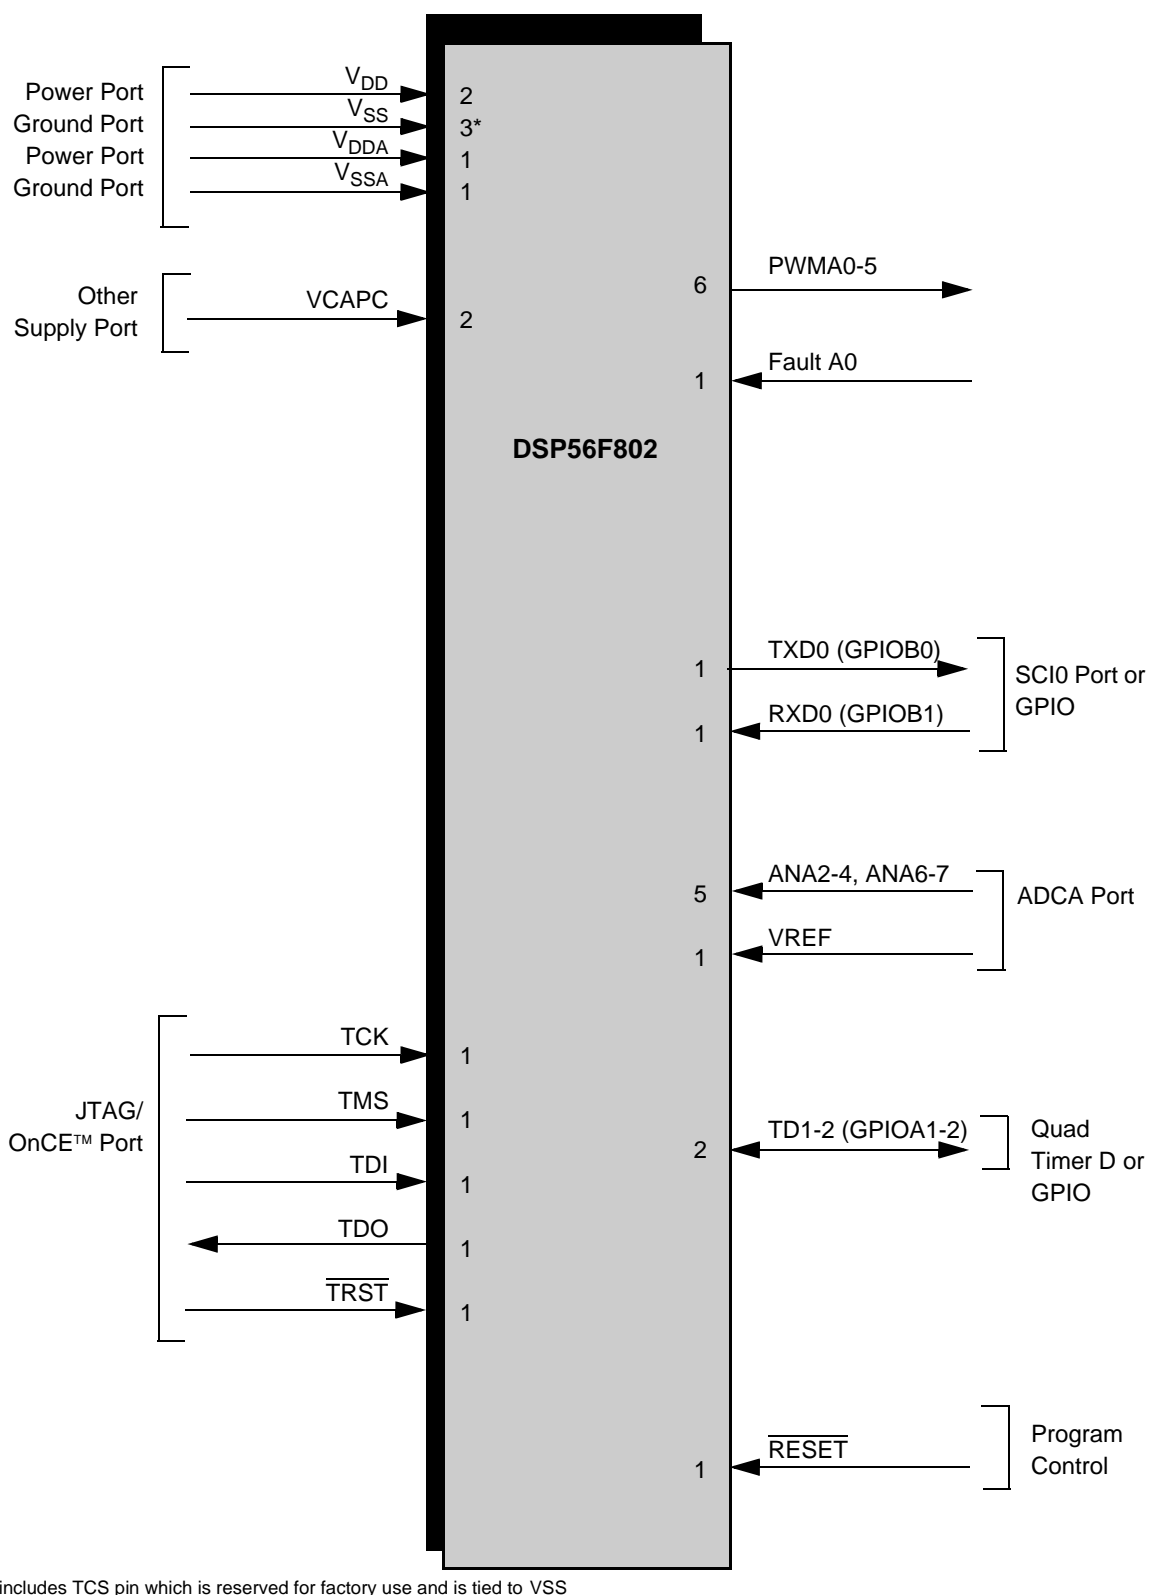 Power Port
Ground Port
Power Port
Ground Port
VDD
VSS
VDDA
VSSA
2
3*
1
1
Other
Supply Port
VCAPC
2
6
PWMA0-5
1
Fault A0
DSP56F802
1
TXD0 (GPIOB0)
1
RXD0 (GPIOB1)
SCI0 Port or
GPIO
5
ANA2-4, ANA6-7
1
VREF
ADCA Port
JTAG/
OnCE™ Port
TCK
1
TMS
1
TDI
1
TDO
1
TRST
1
2
TD1-2 (GPIOA1-2)
Quad
Timer D or
GPIO
1
RESET
Program
Control
includes TCS pin which is reserved for factory use and is tied to VSS